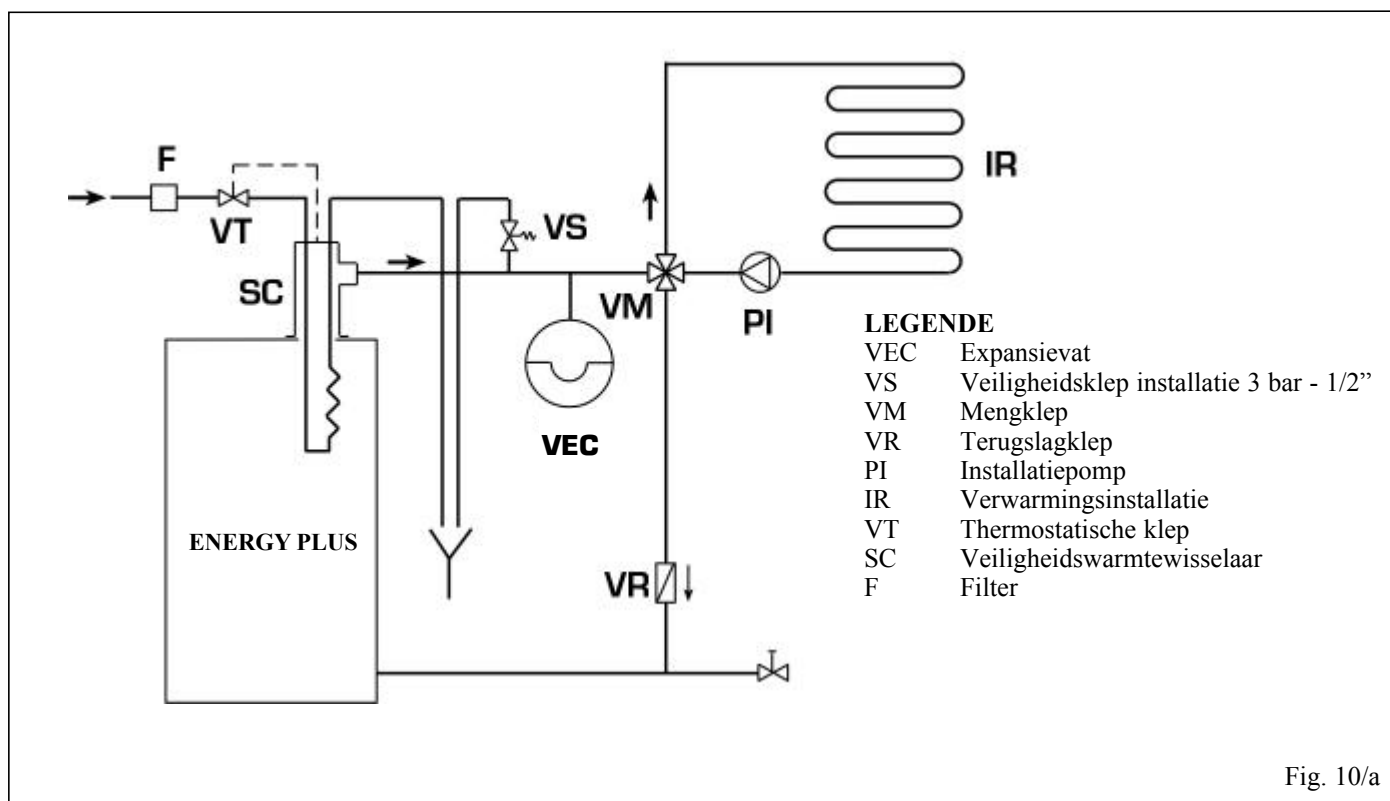 F
VT
VS
IR
SC
VM
PI
LEGENDE
VEC Expansievat
VS Veiligheidsklep installatie 3 bar - 1/2”
VM Mengklep
VR Terugslagklep
PI Installatiepomp
IR Verwarmingsinstallatie
VT Thermostatische klep
SC Veiligheidswarmtewisselaar
F Filter
VEC
ENERGY PLUS
VR
Fig. 10/a